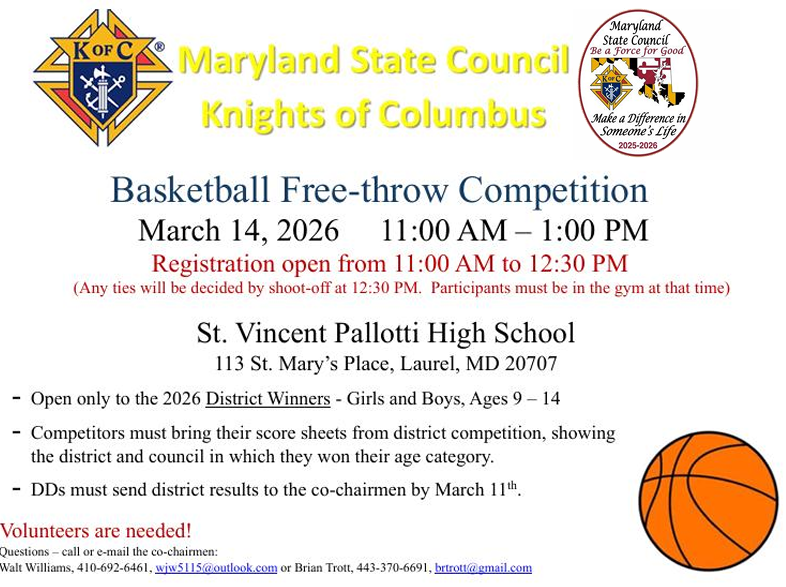 K OF C ®
Maryland State Council
Knights of Columbus
Maryland
State Council
Be a Force for Good
K OF C
Make a Difference in
Someone's Life
2025-2026
Basketball Free-throw Competition
March 14, 2026 11:00 AM – 1:00 PM
Registration open from 11:00 AM to 12:30 PM
(Any ties will be decided by shoot-off at 12:30 PM. Participants must be in the gym at that time)
St. Vincent Pallotti High School
113 St. Mary's Place, Laurel, MD 20707
- Open only to the 2026 District Winners - Girls and Boys, Ages 9 – 14
- Competitors must bring their score sheets from district competition, showing
the district and council in which they won their age category.
- DDs must send district results to the co-chairmen by March 11th.
Volunteers are needed!
Questions – call or e-mail the co-chairmen:
Walt Williams, 410-692-6461, wjw5115@outlook.com or Brian Trott, 443-370-6691, brtrott@gmail.com